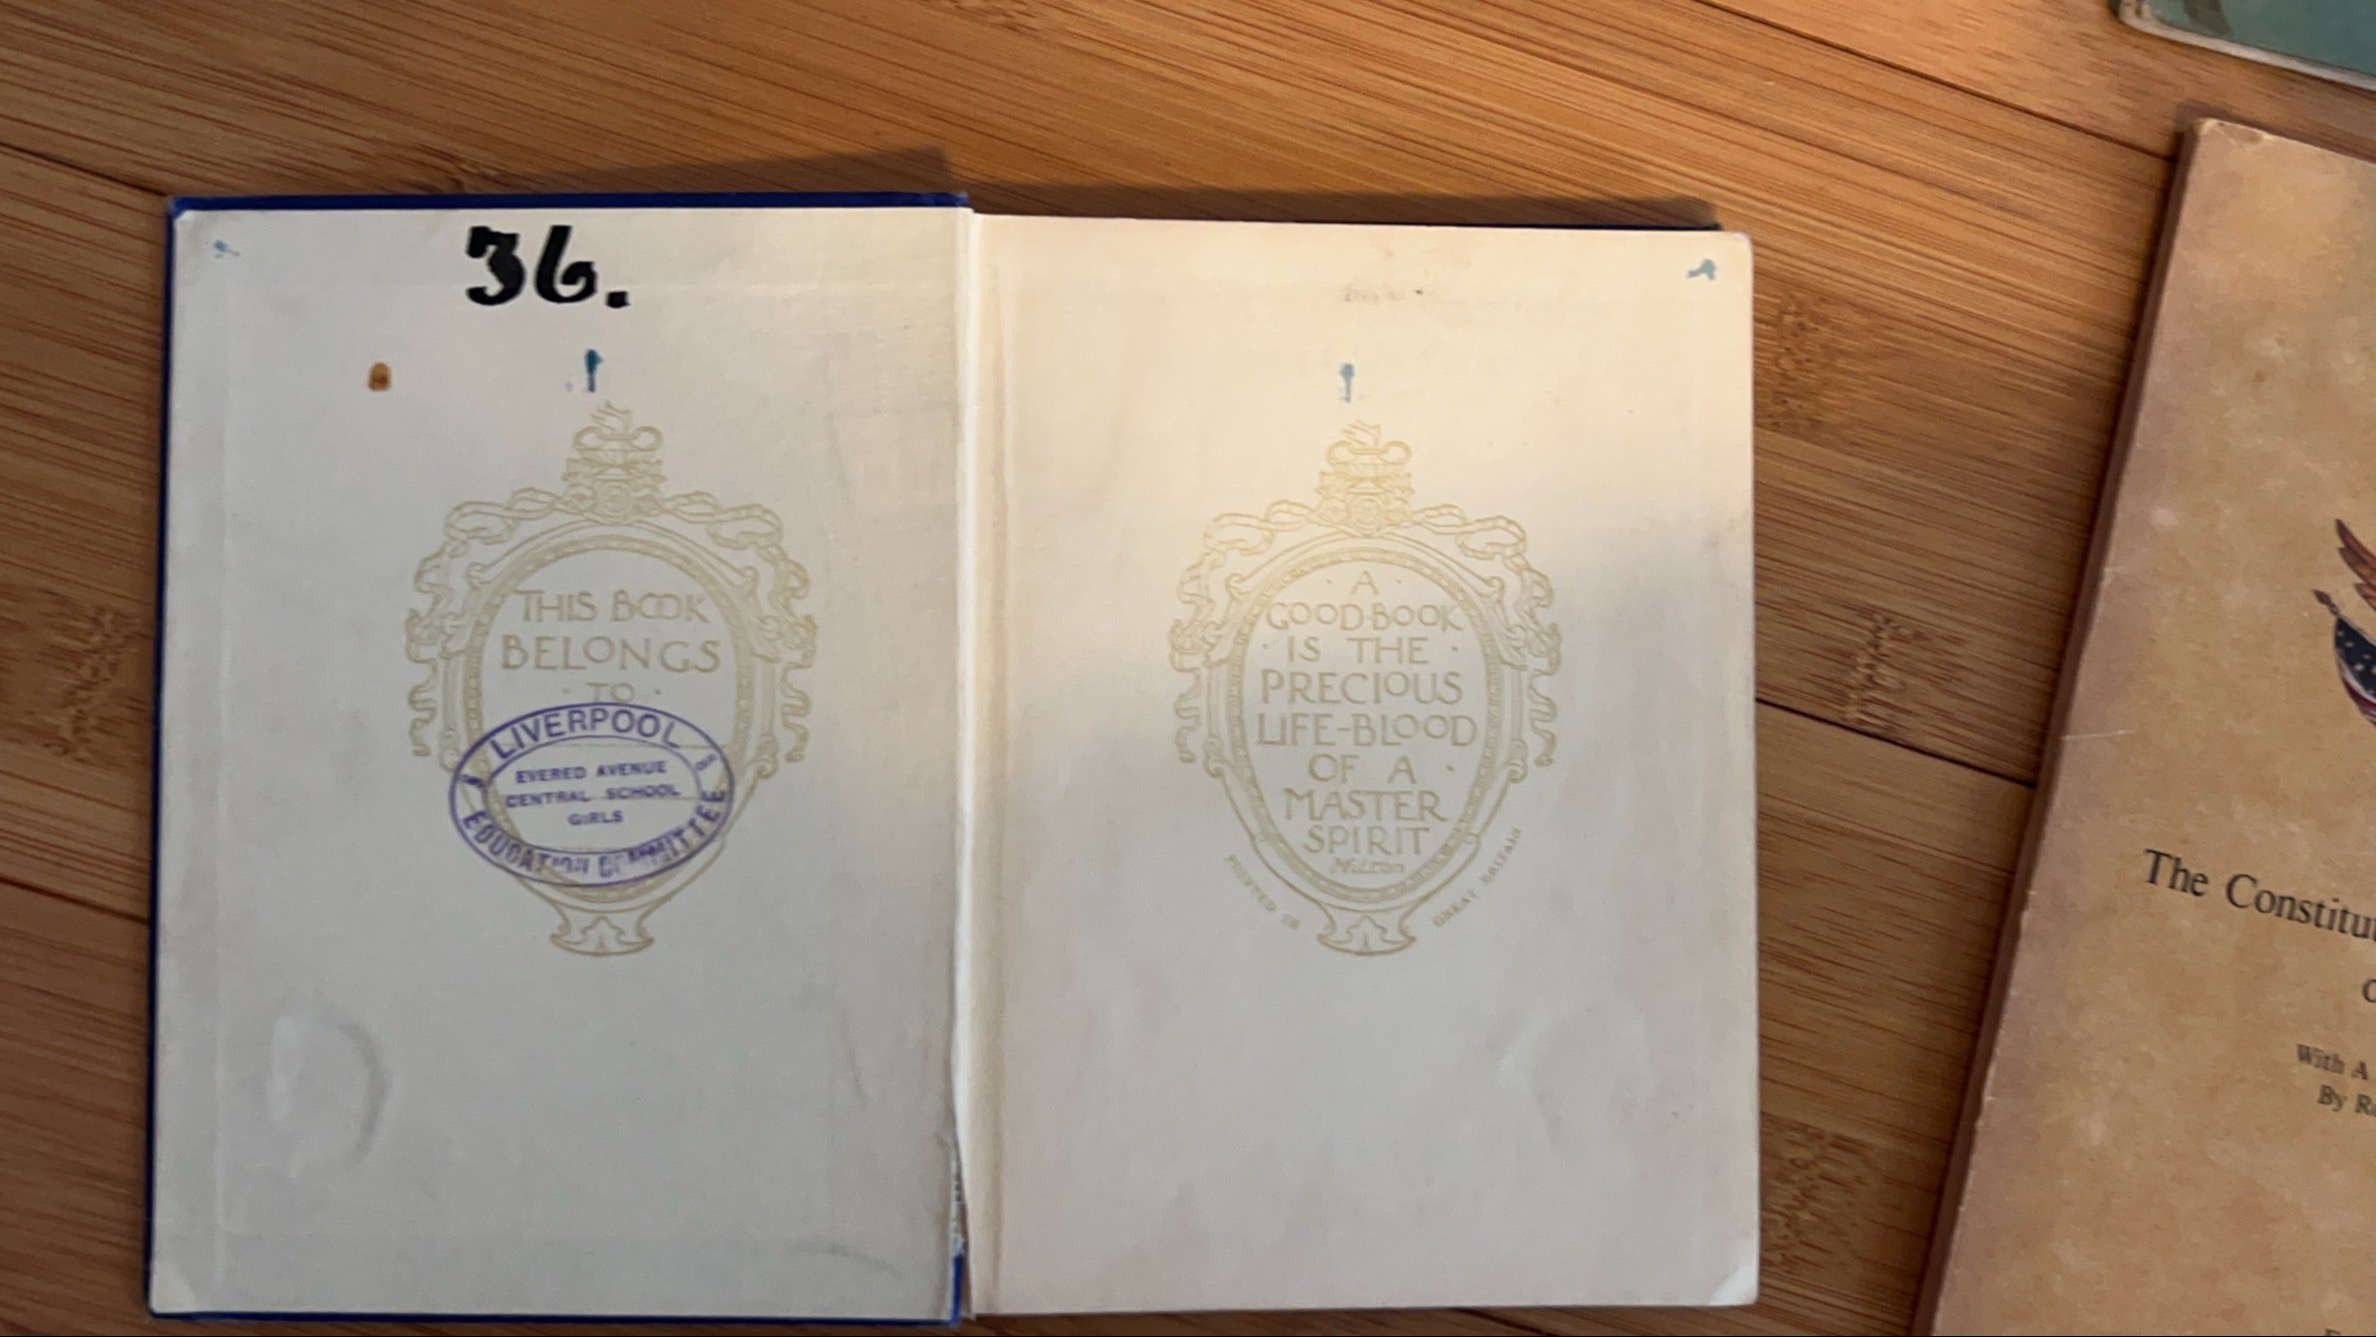 36.
THIS BOOK
BELONGS
· TO ·
LIVERPOOL
EVERED AVENUE
CENTRAL SCHOOL
GIRLS
EDUCATION COMMITTEE
· A ·
GOOD·BOOK
· IS THE ·
PRECIOUS
LIFE-BLOOD
OF A ·
MASTER
SPIRIT
Milton
PRINTED IN
GREAT BRITAIN
The Constitu
With A
By R